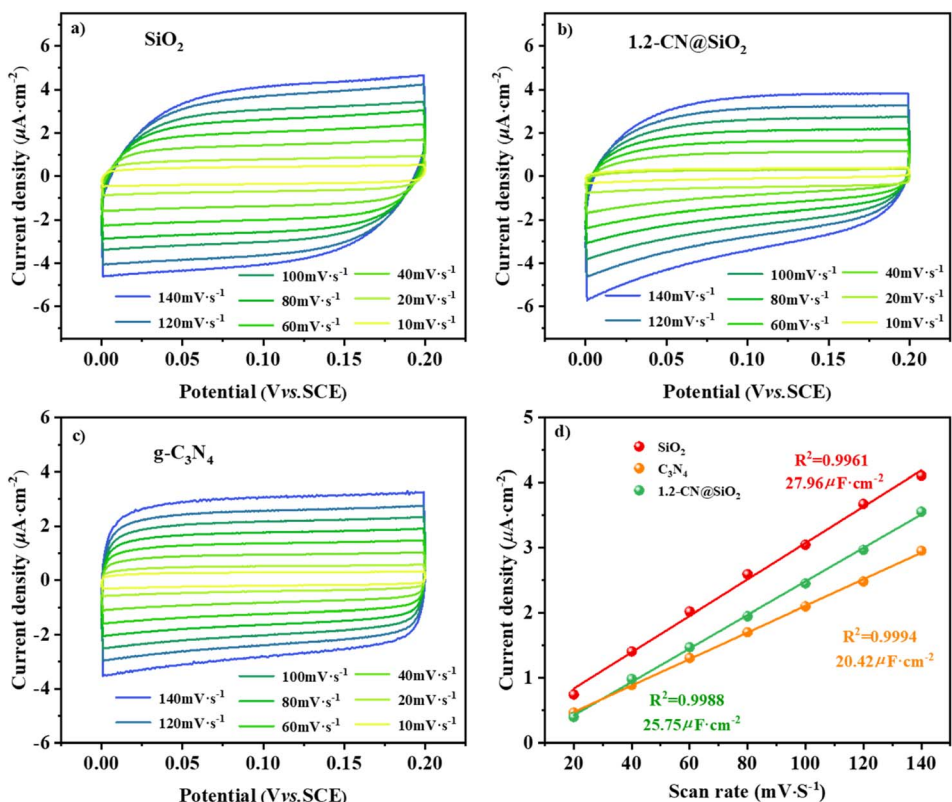 a)
SiO₂
6
4
2
0
-2
-4
-6
Current density (μA·cm⁻²)
140mV·s⁻¹
120mV·s⁻¹
100mV·s⁻¹
80mV·s⁻¹
60mV·s⁻¹
40mV·s⁻¹
20mV·s⁻¹
10mV·s⁻¹
0.00 0.05 0.10 0.15 0.20
Potential (Vvs.SCE)
b)
1.2-CN@SiO₂
6
4
2
0
-2
-4
-6
Current density (μA·cm⁻²)
140mV·s⁻¹
120mV·s⁻¹
100mV·s⁻¹
80mV·s⁻¹
60mV·s⁻¹
40mV·s⁻¹
20mV·s⁻¹
10mV·s⁻¹
0.00 0.05 0.10 0.15 0.20
Potential (Vvs.SCE)
c)
g-C₃N₄
6
4
2
0
-2
-4
-6
Current density (μA·cm⁻²)
140mV·s⁻¹
120mV·s⁻¹
100mV·s⁻¹
80mV·s⁻¹
60mV·s⁻¹
40mV·s⁻¹
20mV·s⁻¹
10mV·s⁻¹
0.00 0.05 0.10 0.15 0.20
Potential (Vvs.SCE)
d)
SiO₂
C₃N₄
1.2-CN@SiO₂
R²=0.9961
27.96μF·cm⁻²
R²=0.9994
20.42μF·cm⁻²
R²=0.9988
25.75μF·cm⁻²
5
4
3
2
1
0
Current density (μA·cm⁻²)
20 40 60 80 100 120 140
Scan rate (mV·S⁻¹)